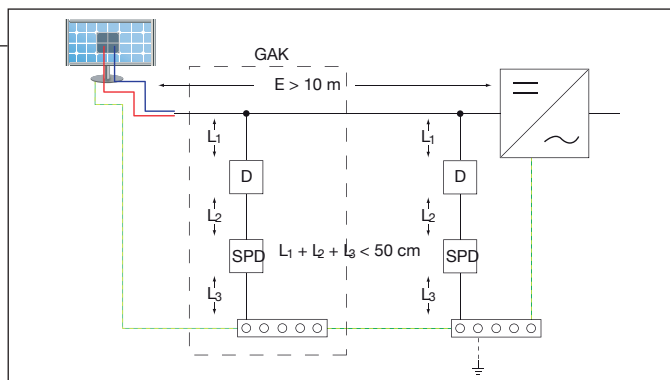 GAK
E > 10 m
L1
L1
D
D
L2
L2
SPD
L1 + L2 + L3 < 50 cm
SPD
L3
L3